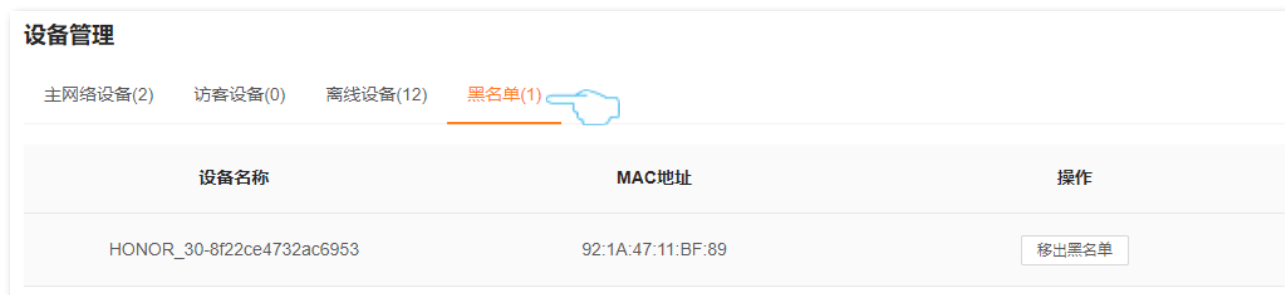 设备管理
主网络设备(2) 访客设备(0) 离线设备(12) 黑名单(1)
设备名称 MAC地址 操作
HONOR_30-8f22ce4732ac6953 92:1A:47:11:BF:89 移出黑名单